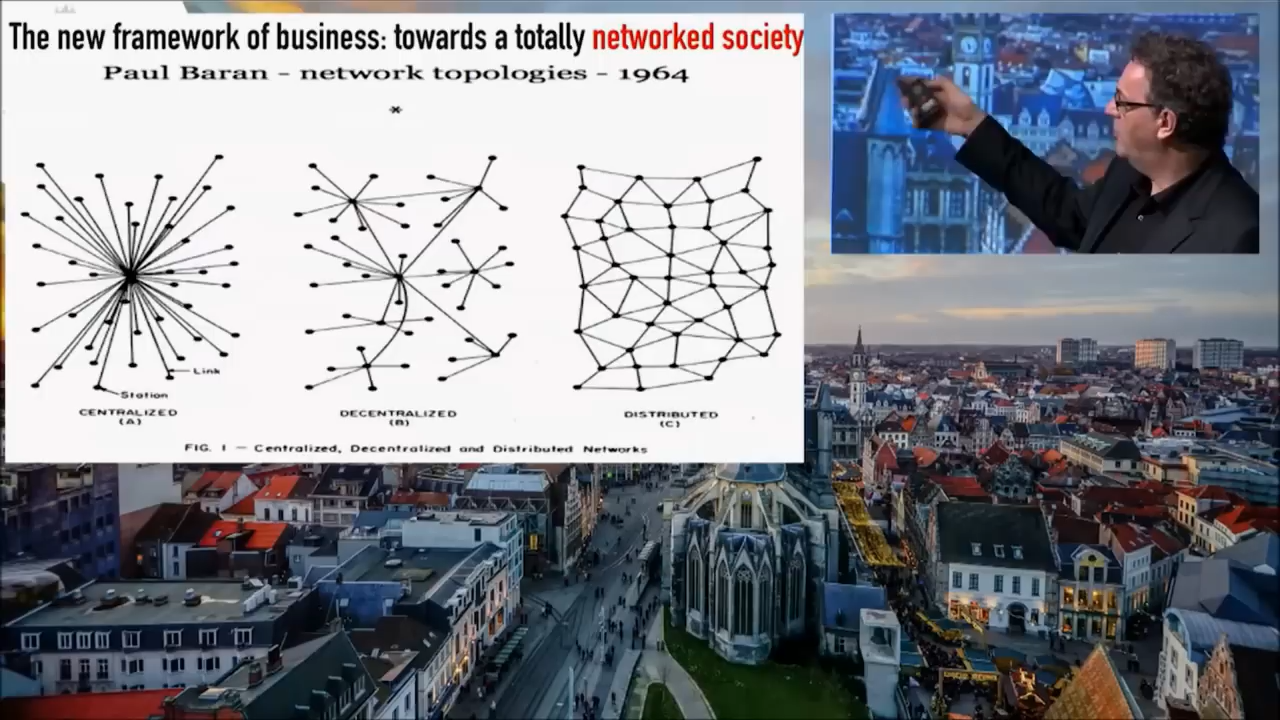 The new framework of business: towards a totally networked society
Paul Baran - network topologies - 1964
*
Link
Station
CENTRALIZED
(A)
DECENTRALIZED
(B)
DISTRIBUTED
(C)
FIG. 1 — Centralized, Decentralized and Distributed Networks